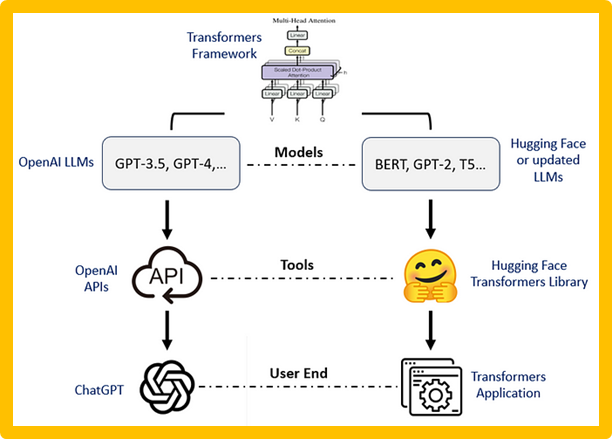 Multi-Head Attention
Transformers
Framework
Linear
Concat
Scaled Dot-Product
Attention
h
Linear
Linear
Linear
V
K
Q
OpenAI LLMs
GPT-3.5, GPT-4,...
Models
BERT, GPT-2, T5...
Hugging Face
or updated
LLMs
OpenAI
APIs
API
Tools
Hugging Face
Transformers Library
ChatGPT
User End
Transformers
Application